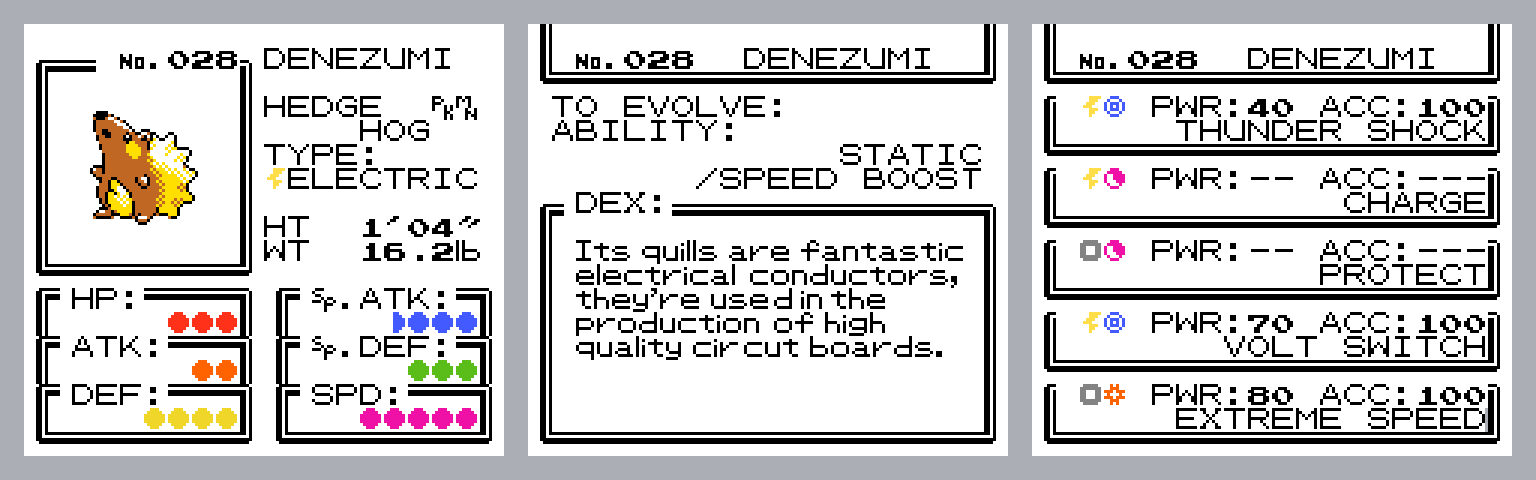 No.028 DENEZUMI
HEDGE PKMN
HOG
TYPE:
ELECTRIC
HT 1´04˝
WT 16.2lb
HP:
ATK:
DEF:
Sp.ATK:
Sp.DEF:
SPD:
No.028 DENEZUMI
TO EVOLVE:
ABILITY:
STATIC
/SPEED BOOST
DEX:
Its quills are fantastic
electrical conductors,
they're used in the
production of high
quality circut boards.
No.028 DENEZUMI
PWR:40 ACC:100
THUNDER SHOCK
PWR:-- ACC:---
CHARGE
PWR:-- ACC:---
PROTECT
PWR:70 ACC:100
VOLT SWITCH
PWR:80 ACC:100
EXTREME SPEED